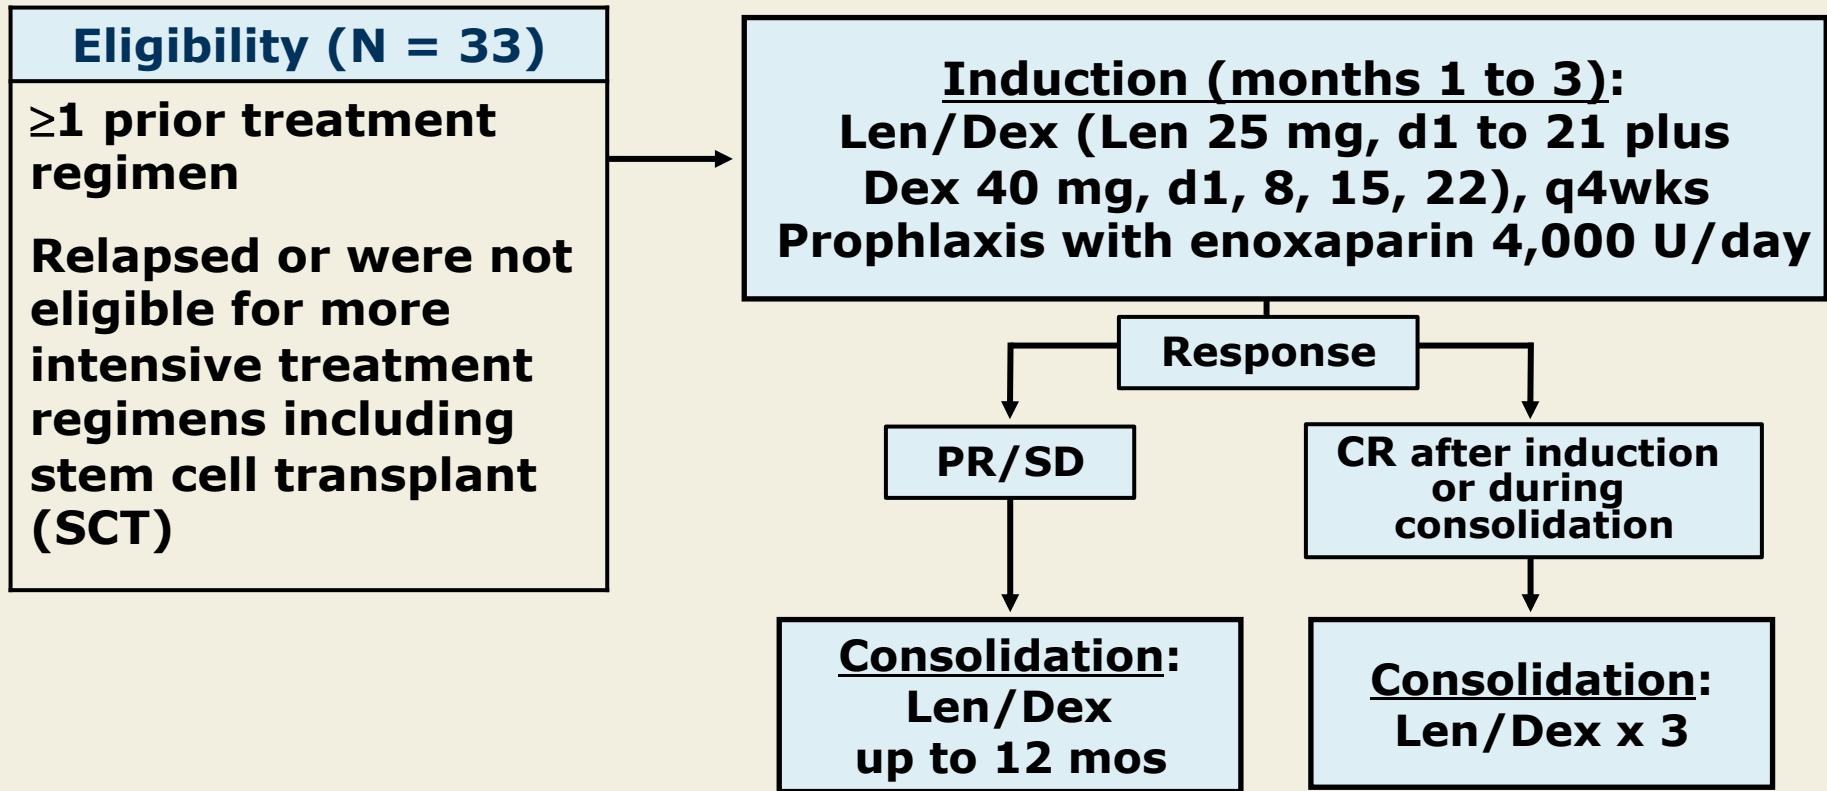 Eligibility (N = 33)
≥1 prior treatment
regimen
Relapsed or were not
eligible for more
intensive treatment
regimens including
stem cell transplant
(SCT)
Induction (months 1 to 3):
Len/Dex (Len 25 mg, d1 to 21 plus
Dex 40 mg, d1, 8, 15, 22), q4wks
Prophlaxis with enoxaparin 4,000 U/day
Response
PR/SD
CR after induction
or during
consolidation
Consolidation:
Len/Dex
up to 12 mos
Consolidation:
Len/Dex x 3